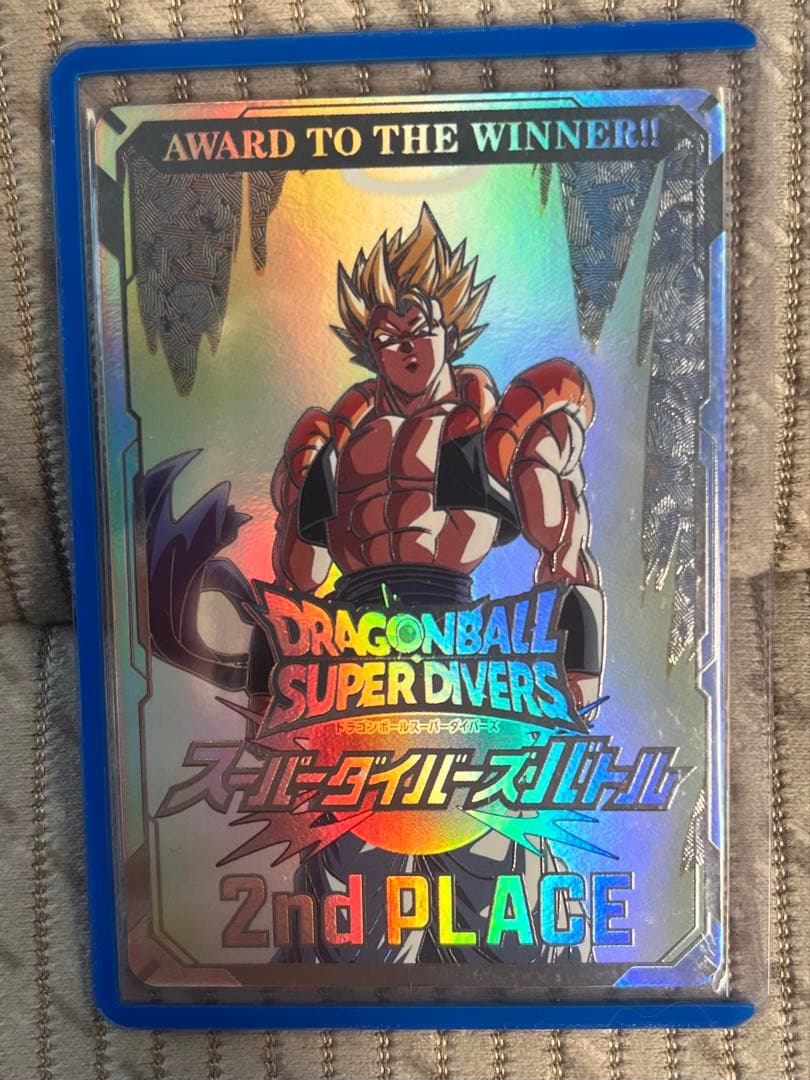 AWARD TO THE WINNER!!
DRAGONBALL
SUPER DIVERS
ドラゴンボールスーパーダイバーズ
スーパーダイバーズバトル
2nd PLACE